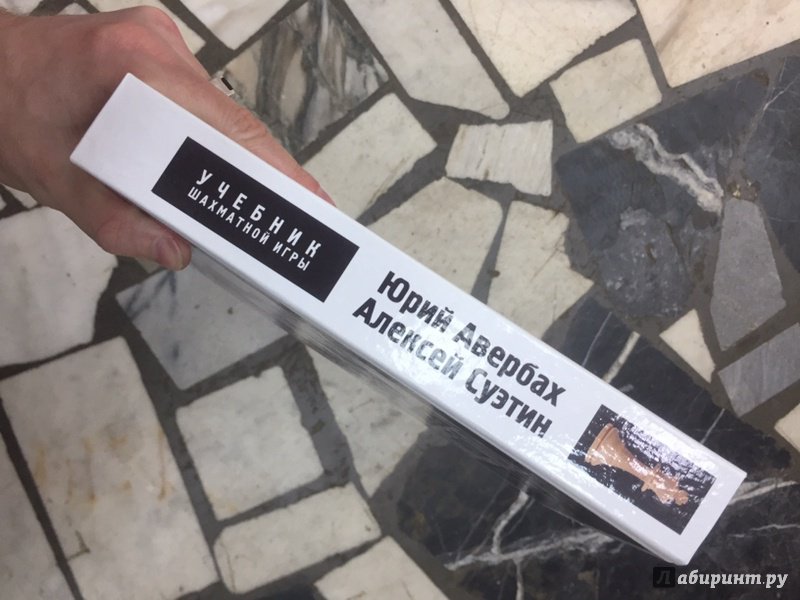 УЧЕБНИК
ШАХМАТНОЙ ИГРЫ
Юрий Авербах
Алексей Суэтин
Лабиринт.ру